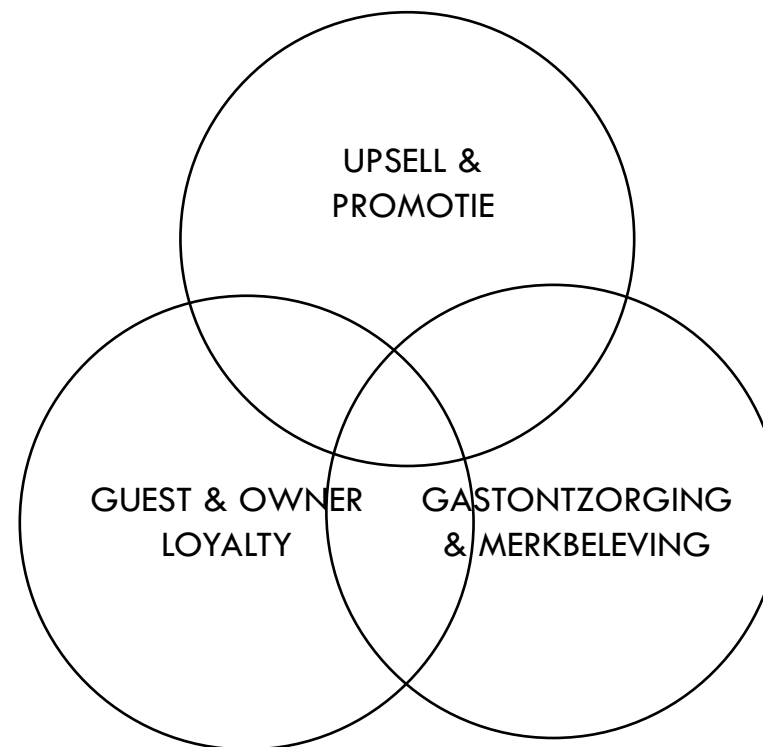 UPSELL &
PROMOTIE
GUEST & OWNER
LOYALTY
GASTONTZORGING
& MERKBELEVING